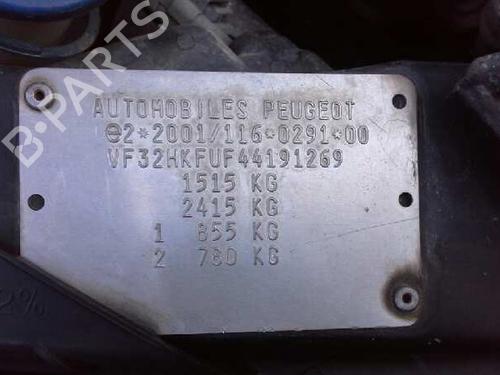 AUTOMOBILES PEUGEOT
e2*2001/116*0291*00
VF32HKFUF44191269
1515 KG
2415 KG
1 855 KG
2 780 KG
2%
B-PARTS